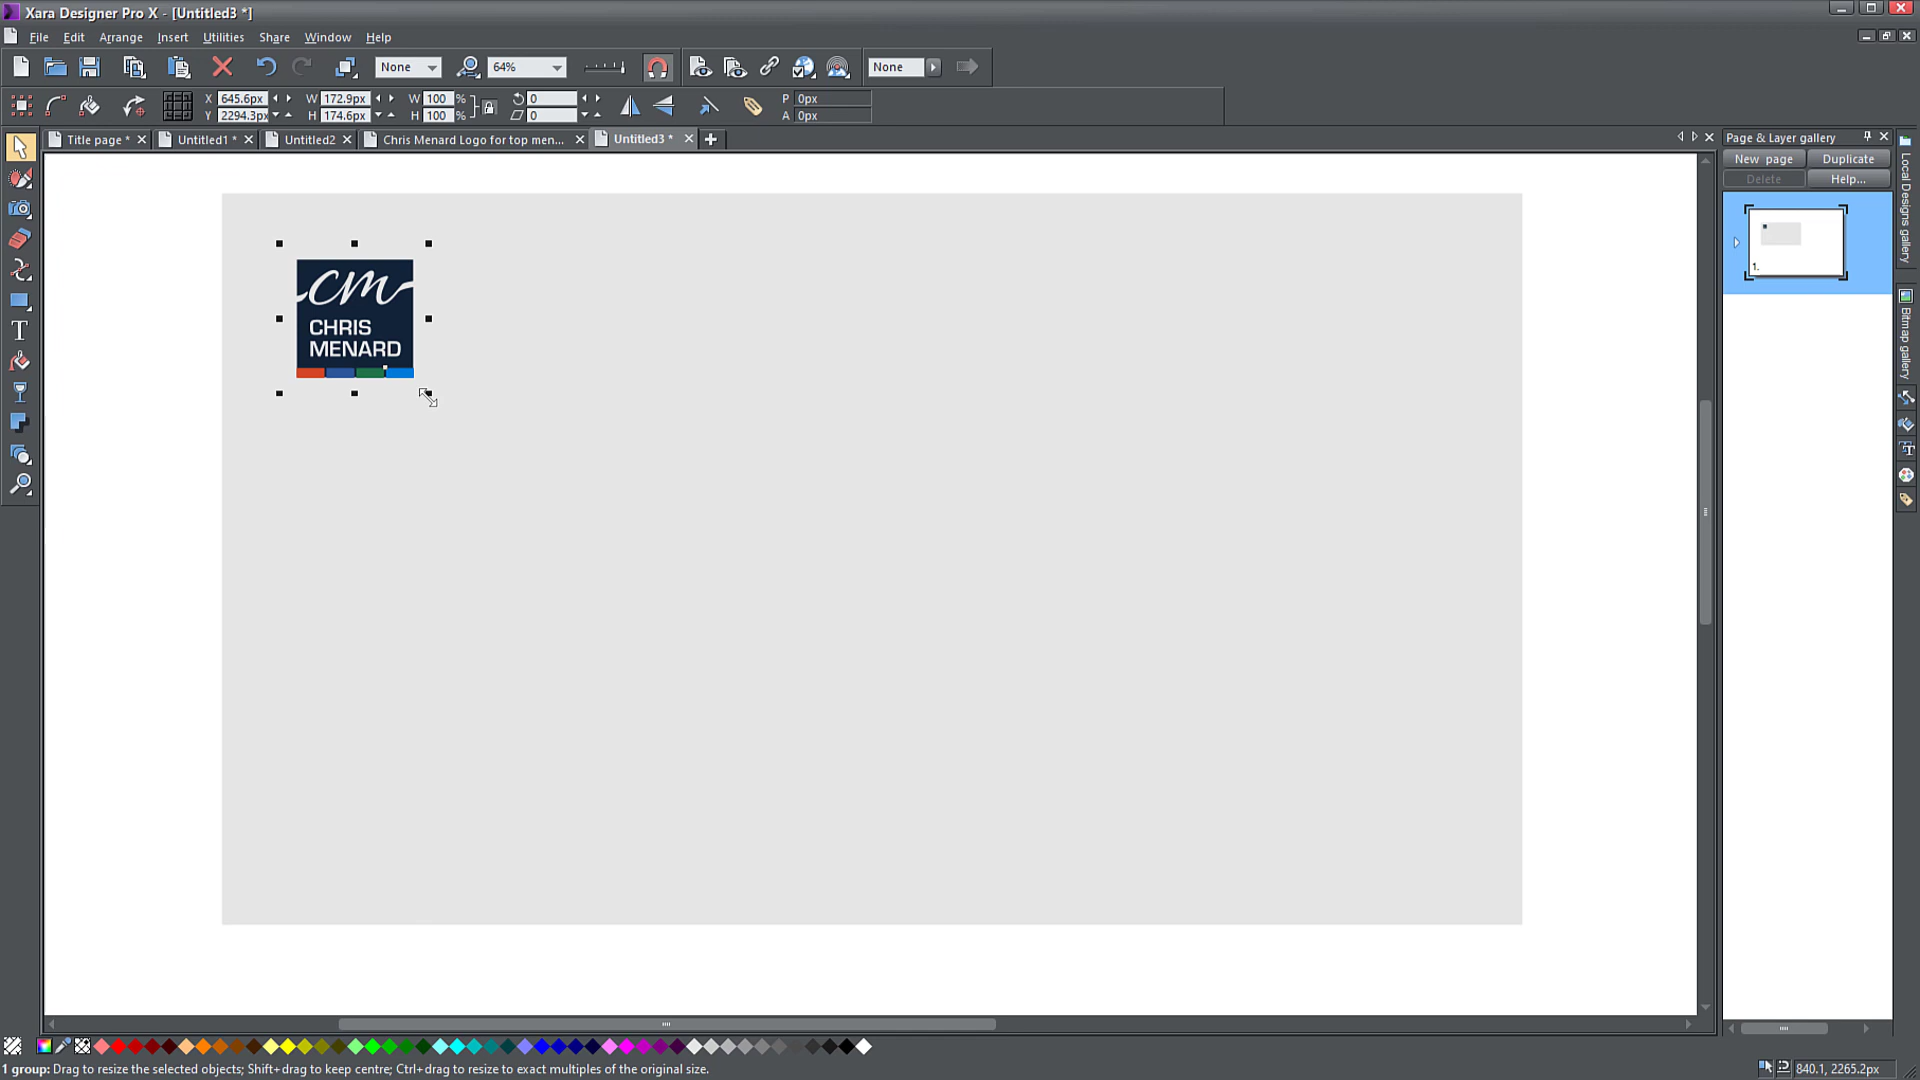 Xara Designer Pro X - [Untitled3 *]
File Edit Arrange Insert Utilities Share Window Help
None 64% None
X 645.6px W 172.9px W 100 % 0 P 0px
Y 2294.3px H 174.6px H 100 % 0 A 0px
Title page * Untitled1 * Untitled2 Chris Menard Logo for top men... Untitled3 *
Page & Layer gallery
New page Duplicate
Delete Help...
1.
Local Designs gallery
Bitmap gallery
cm
CHRIS
MENARD
1 group: Drag to resize the selected objects; Shift+drag to keep centre; Ctrl+drag to resize to exact multiples of the original size.
840.1, 2265.2px